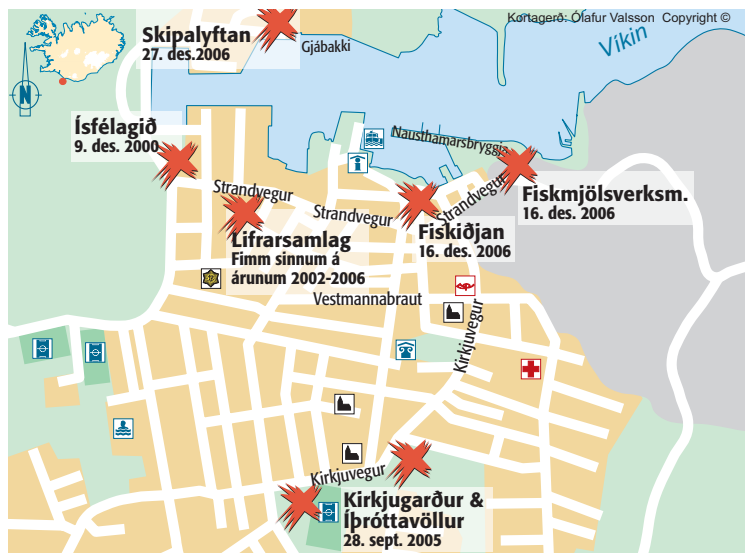 Kortagerð: Ólafur Valsson Copyright ©
Skipalyftan
27. des.2006
Gjábakki
Víkin
N
Ísfélagið
9. des. 2000
Nausthamarsbryggja
Strandvegur
Strandvegur
Strandvegur
Fiskmjölsverksm.
16. des. 2006
Lifrarsamlag
Fimm sinnum á
árunum 2002-2006
Fiskiðjan
16. des. 2006
Vestmannabraut
Kirkjuvegur
Kirkjuvegur
Kirkjugarður &
Íþróttavöllur
28. sept. 2005